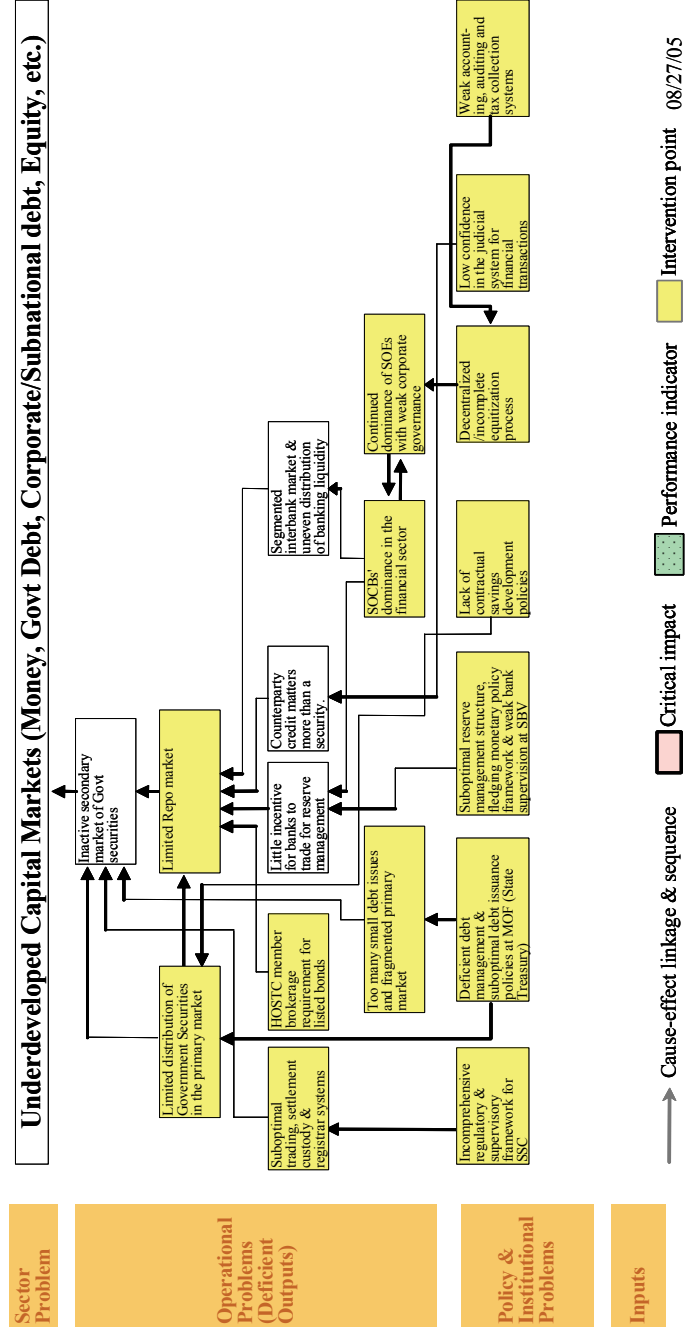 Underdeveloped Capital Markets (Money, Govt Debt, Corporate/Subnational debt, Equity, etc.)
Sector
Problem
Operational
Problems
(Deficient
Outputs)
Inactive secondary
market of Govt
securities
Limited distribution of
Government Securities
in the primary market
Limited Repo market
Suboptimal
trading, settlement
custody &
registrar systems
HOSTC member
brokerage
requirement for
listed bonds
Little incentive
for banks to
trade for reserve
management
Counterparty
credit matters
more than a
security.
Segmented
interbank market &
uneven distribution
of banking liquidity
Too many small debt issues
and fragmented primary
market
SOCBs'
dominance in the
financial sector
Continued
dominance of SOEs
with weak corporate
governance
Policy &
Institutional
Problems
Incomprehensive
regulatory &
supervisory
framework for
SSC
Deficient debt
management &
suboptimal debt issuance
policies at MOF (State
Treasury)
Suboptimal reserve
management structure,
fledging monetary policy
framework & weak bank
supervision at SBV
Lack of
contractual
savings
development
policies
Decentralized
/incomplete
equitization
process
Low confidence
in the judicial
system for
financial
transactions
Weak account-
ing, auditing and
tax collection
systems
Inputs
Cause-effect linkage & sequence
Critical impact
Performance indicator
Intervention point
08/27/05